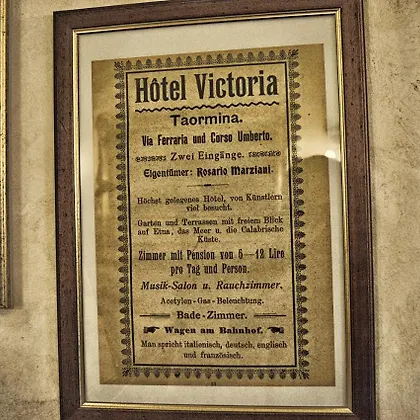 Hôtel Victoria
Taormina.
Via Ferraria und Corso Umberto.
Zwei Eingänge.
Eigentümer: Rosario Marziani.
Höchst gelegenes Hôtel, von Künstlern
viel besucht.
Garten und Terrassen mit freiem Blick
auf Etna, das Meer u. die Calabrische
Küste.
Zimmer mit Pension von 5—12 Lire
pro Tag und Person.
Musik-Salon u. Rauchzimmer.
Acetylen-Gas-Beleuchtung.
Bade-Zimmer.
Wagen am Bahnhof.
Man spricht italienisch, deutsch, englisch
und französisch.